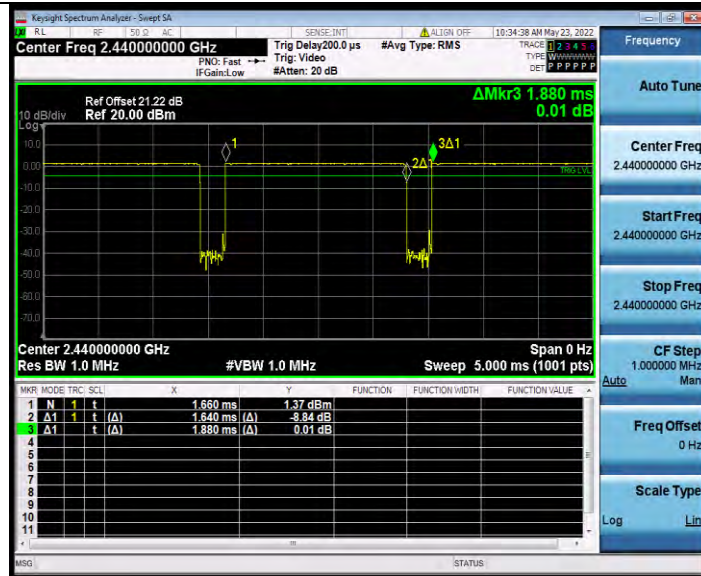 Keysight Spectrum Analyzer - Swept SA
LXI RL RF 50 Ω AC SENSE:INT ALIGN OFF 10:34:38 AM May 23, 2022
Center Freq 2.440000000 GHz
PNO: Fast
IFGain:Low
Trig Delay200.0 µs
Trig: Video
#Atten: 20 dB
#Avg Type: RMS
TRACE 1 2 3 4 5 6
TYPE WWWWWW
DET P P P P P P
ΔMkr3 1.880 ms
0.01 dB
Ref Offset 21.22 dB
10 dB/div Ref 20.00 dBm
Log
10.0
0.00
-10.0
-20.0
-30.0
-40.0
-50.0
-60.0
-70.0
1
2Δ1
3Δ1
TRIG LVL
Center 2.440000000 GHz Span 0 Hz
Res BW 1.0 MHz #VBW 1.0 MHz Sweep 5.000 ms (1001 pts)
MKR MODE TRC SCL X Y FUNCTION FUNCTION WIDTH FUNCTION VALUE
1 N 1 t 1.660 ms 1.37 dBm
2 Δ1 1 t (Δ) 1.640 ms (Δ) -8.84 dB
3 Δ1 t (Δ) 1.880 ms (Δ) 0.01 dB
4
5
6
7
8
9
10
11
MSG STATUS
Frequency
Auto Tune
Center Freq
2.440000000 GHz
Start Freq
2.440000000 GHz
Stop Freq
2.440000000 GHz
CF Step
1.000000 MHz
Auto Man
Freq Offset
0 Hz
Scale Type
Log Lin